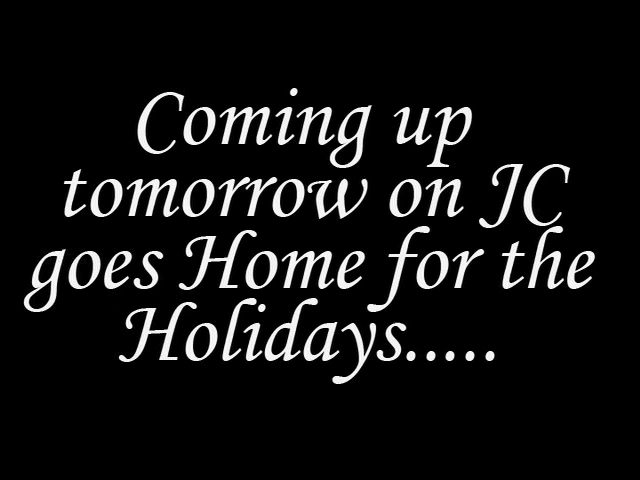 Coming up
tomorrow on JC
goes Home for the
Holidays.....